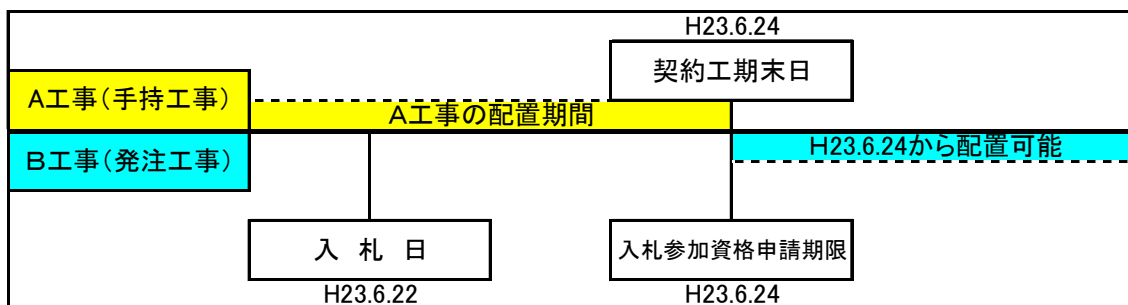 H23.6.24
契約工期末日
A工事(手持工事)
A工事の配置期間
B工事(発注工事)
H23.6.24から配置可能
入 札 日
入札参加資格申請期限
H23.6.22
H23.6.24